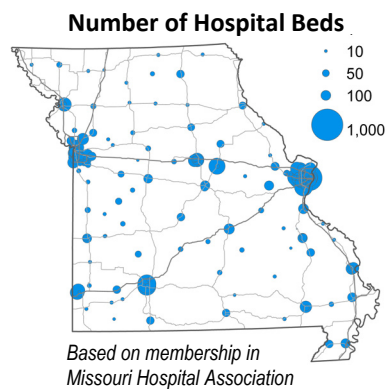 Number of Hospital Beds
10
50
100
1,000
Based on membership in
Missouri Hospital Association